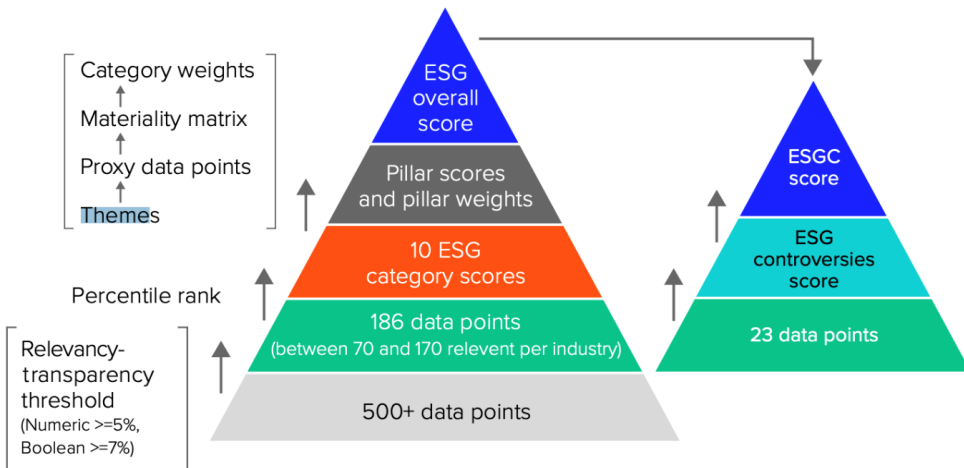 Category weights
Materiality matrix
Proxy data points
Themes
Percentile rank
Relevancy-
transparency
threshold
(Numeric >=5%,
Boolean >=7%)
ESG
overall
score
Pillar scores
and pillar weights
10 ESG
category scores
186 data points
(between 70 and 170 relevent per industry)
500+ data points
ESGC
score
ESG
controversies
score
23 data points